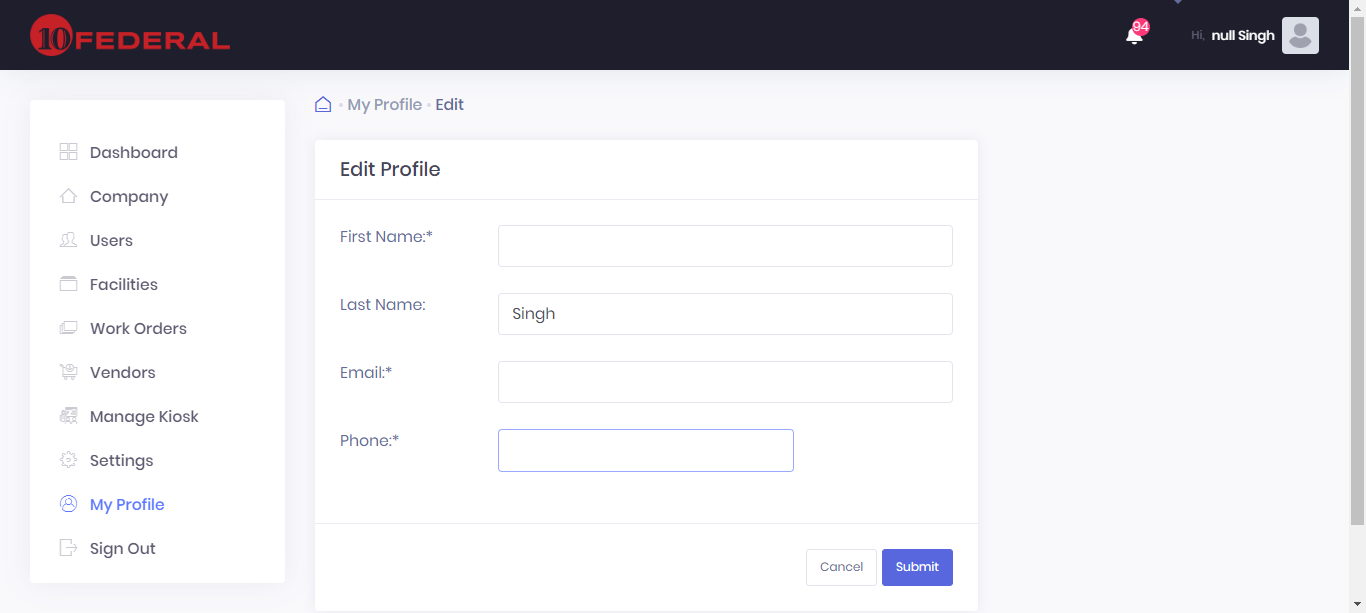 10 FEDERAL
94
Hi, null Singh
My Profile • Edit
Dashboard
Company
Users
Facilities
Work Orders
Vendors
Manage Kiosk
Settings
My Profile
Sign Out
Edit Profile
First Name:*
Last Name: Singh
Email:*
Phone:*
Cancel Submit